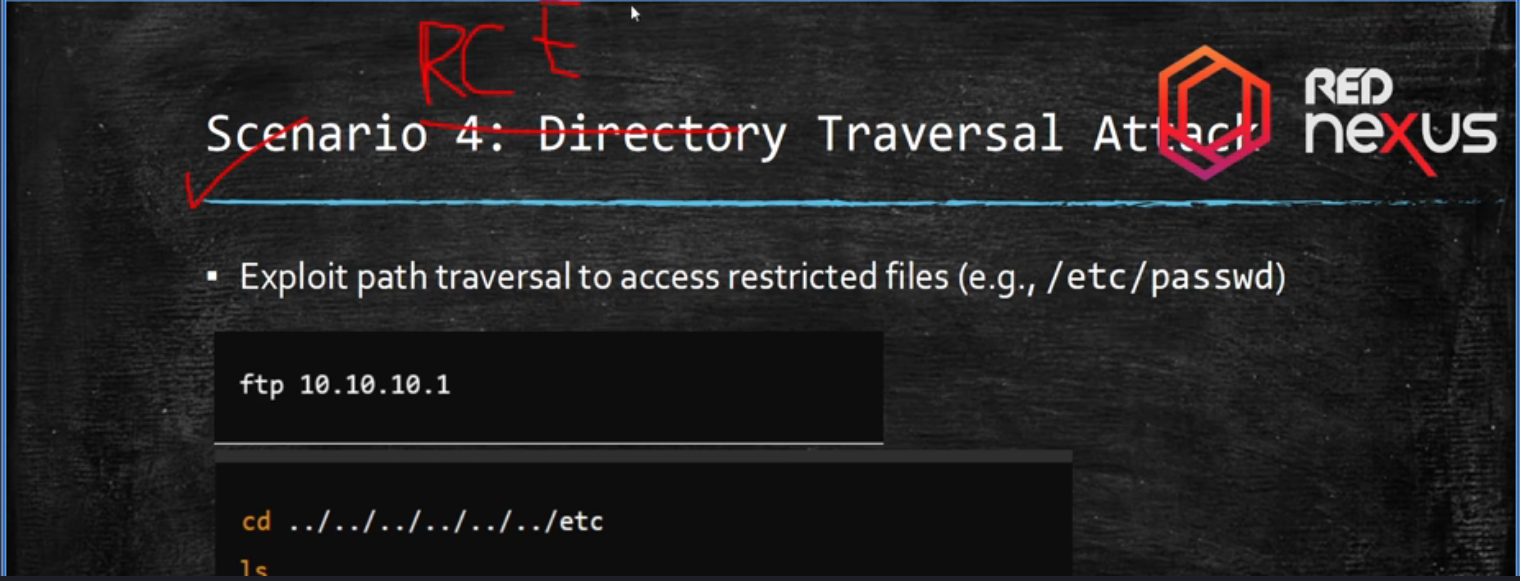 RCE
Scenario 4: Directory Traversal Attack
RED
nexus
▪ Exploit path traversal to access restricted files (e.g., /etc/passwd)
ftp 10.10.10.1
cd ../../../../../../etc
ls